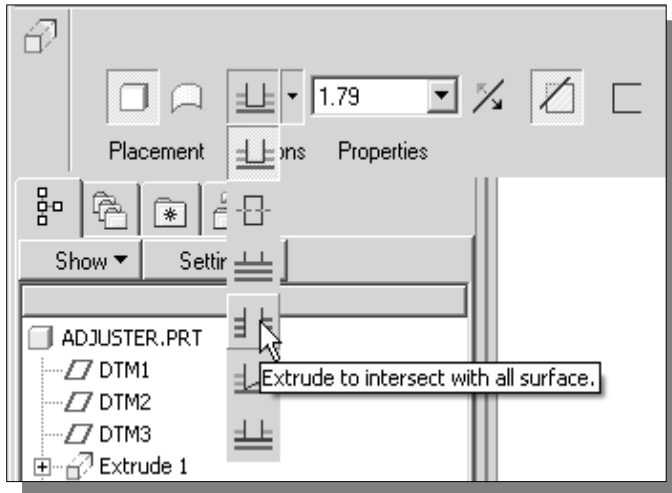 1.79
Placement ons Properties
Show Settin
ADJUSTER.PRT
DTM1
Extrude to intersect with all surface.
DTM2
DTM3
Extrude 1